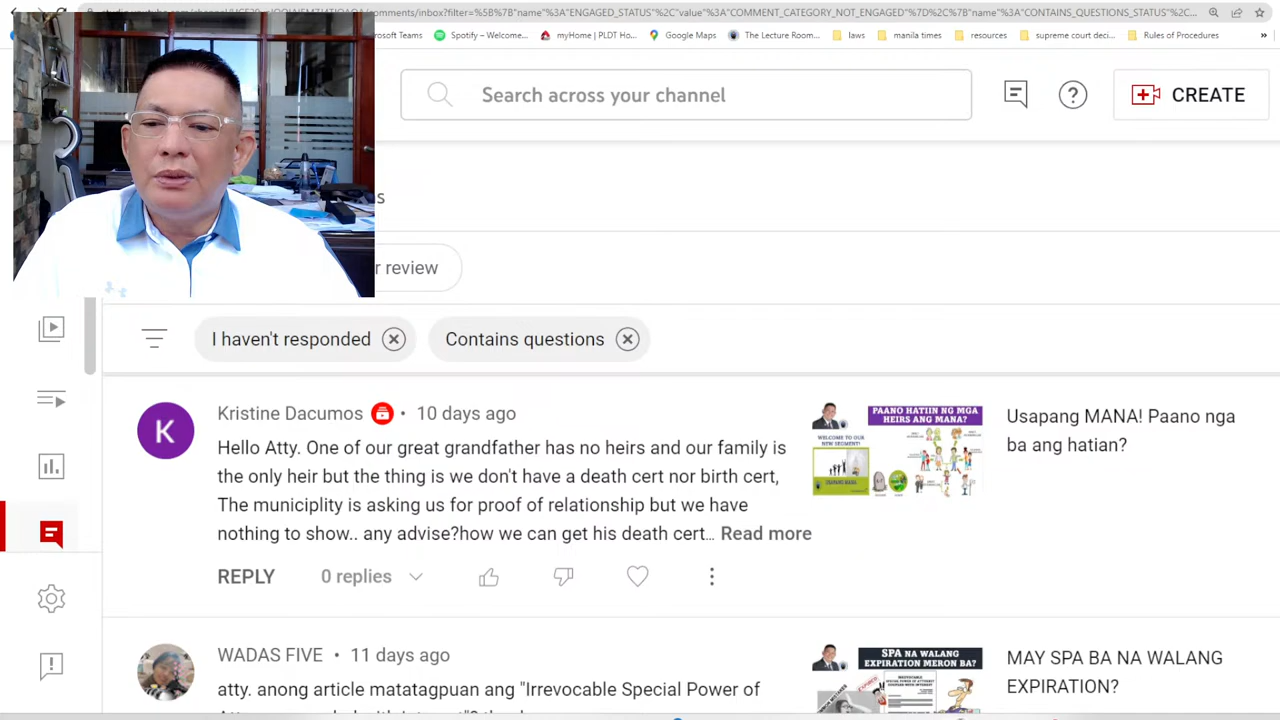 Microsoft Teams
Spotify – Welcome...
myHome | PLDT Ho...
Google Maps
The Lecture Room...
laws
manila times
resources
supreme court deci...
Rules of Procedures
Search across your channel
CREATE
r review
I haven't responded
Contains questions
Kristine Dacumos • 10 days ago
Hello Atty. One of our great grandfather has no heirs and our family is
the only heir but the thing is we don't have a death cert nor birth cert,
The municiplity is asking us for proof of relationship but we have
nothing to show.. any advise?how we can get his death cert… Read more
REPLY 0 replies
PAANO HATIIN NG MGA
HEIRS ANG MANA?
WELCOME TO OUR
NEW SEGMENT!
Usapang MANA! Paano nga
ba ang hatian?
WADAS FIVE • 11 days ago
atty. anong article matatagpuan ang "Irrevocable Special Power of
SPA NA WALANG
EXPIRATION MERON BA?
MAY SPA BA NA WALANG
EXPIRATION?